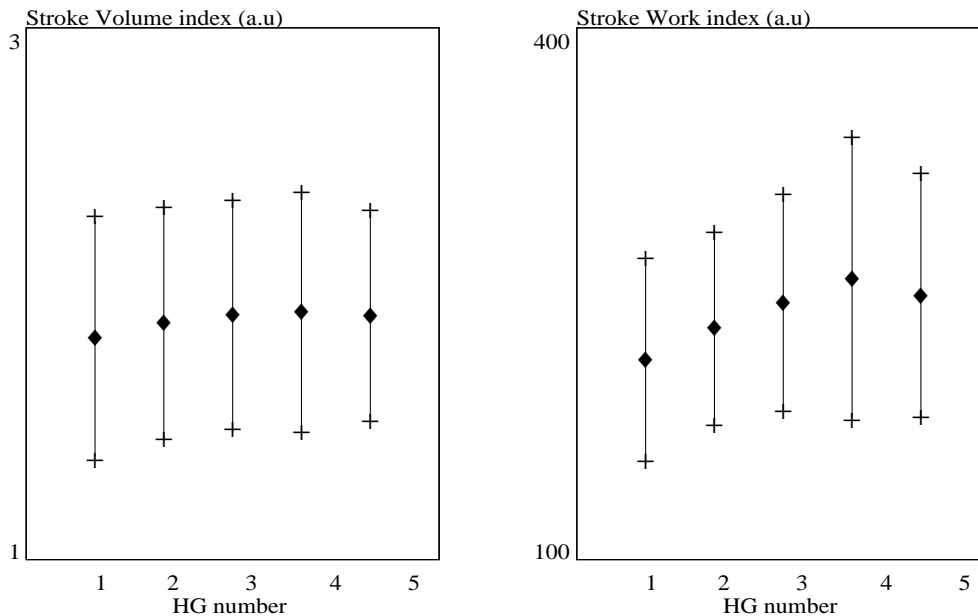 Stroke Volume index (a.u)
3
1
1 2 3 4 5
HG number
Stroke Work index (a.u)
400
100
1 2 3 4 5
HG number